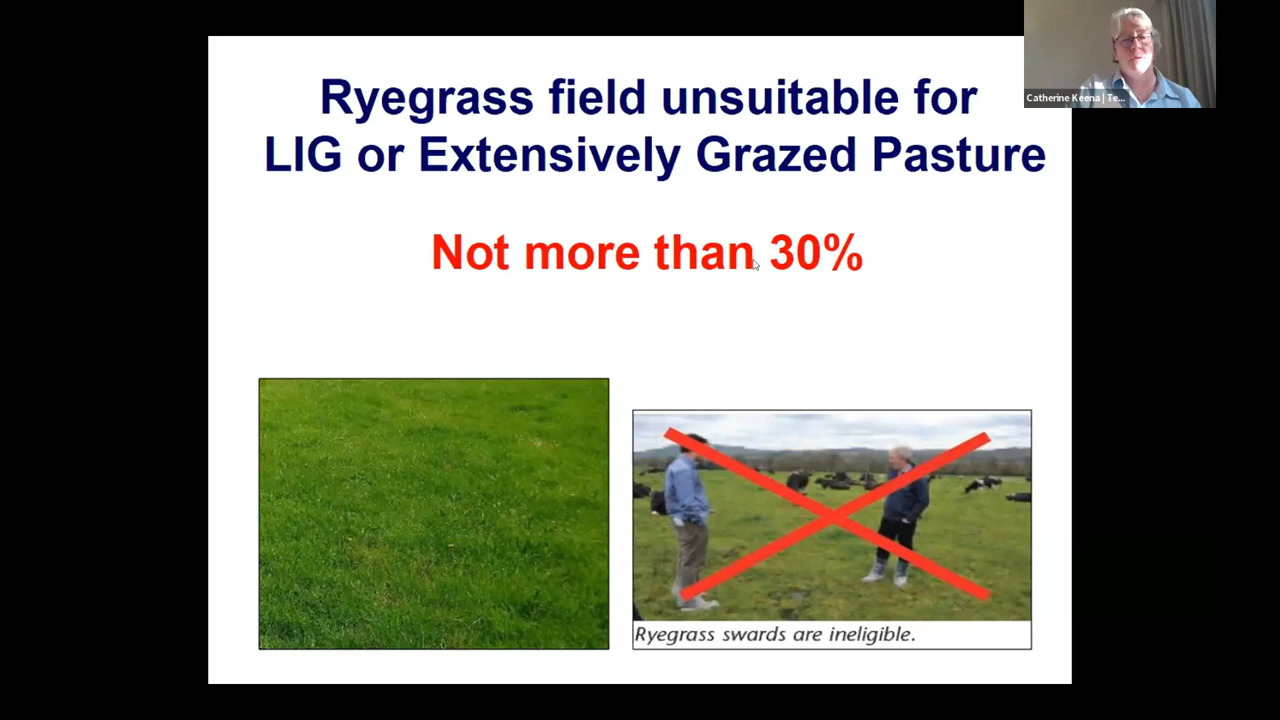 Ryegrass field unsuitable for
LIG or Extensively Grazed Pasture
Not more than 30%
Ryegrass swards are ineligible.
Catherine Keena | Te...